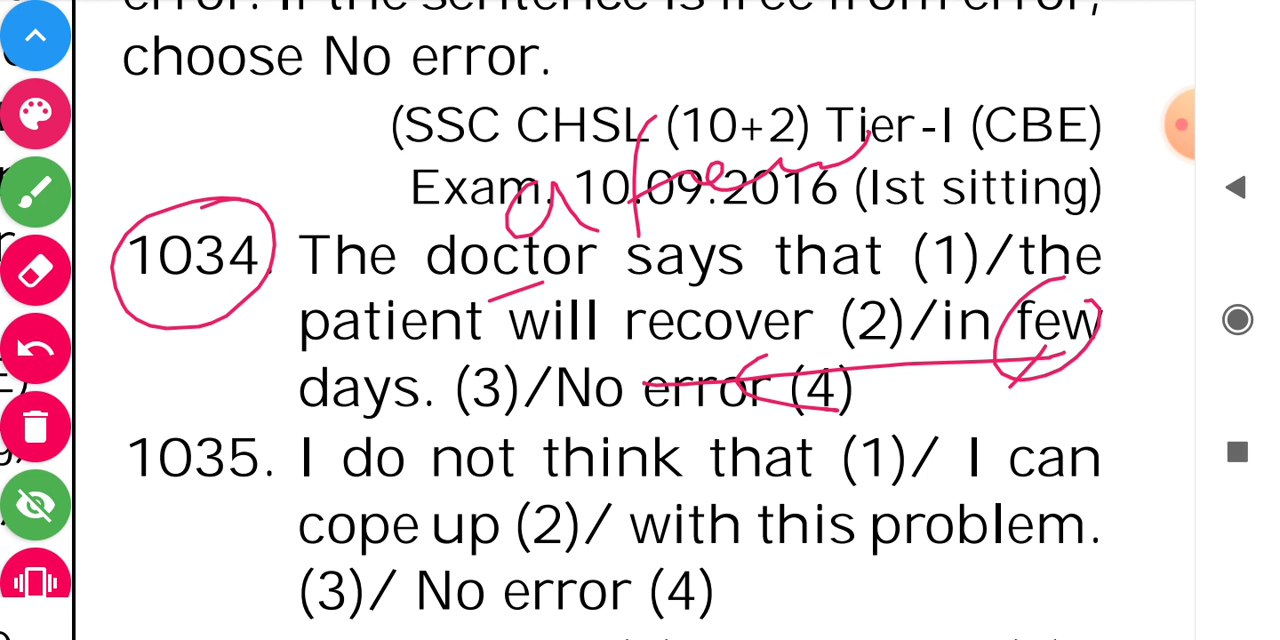 choose No error.
(SSC CHSL (10+2) Tier-I (CBE)
Exam. 10.09.2016 (Ist sitting)
a few
1034. The doctor says that (1)/the
patient will recover (2)/in few
days. (3)/No error (4)
1035. I do not think that (1)/ I can
cope up (2)/ with this problem.
(3)/ No error (4)